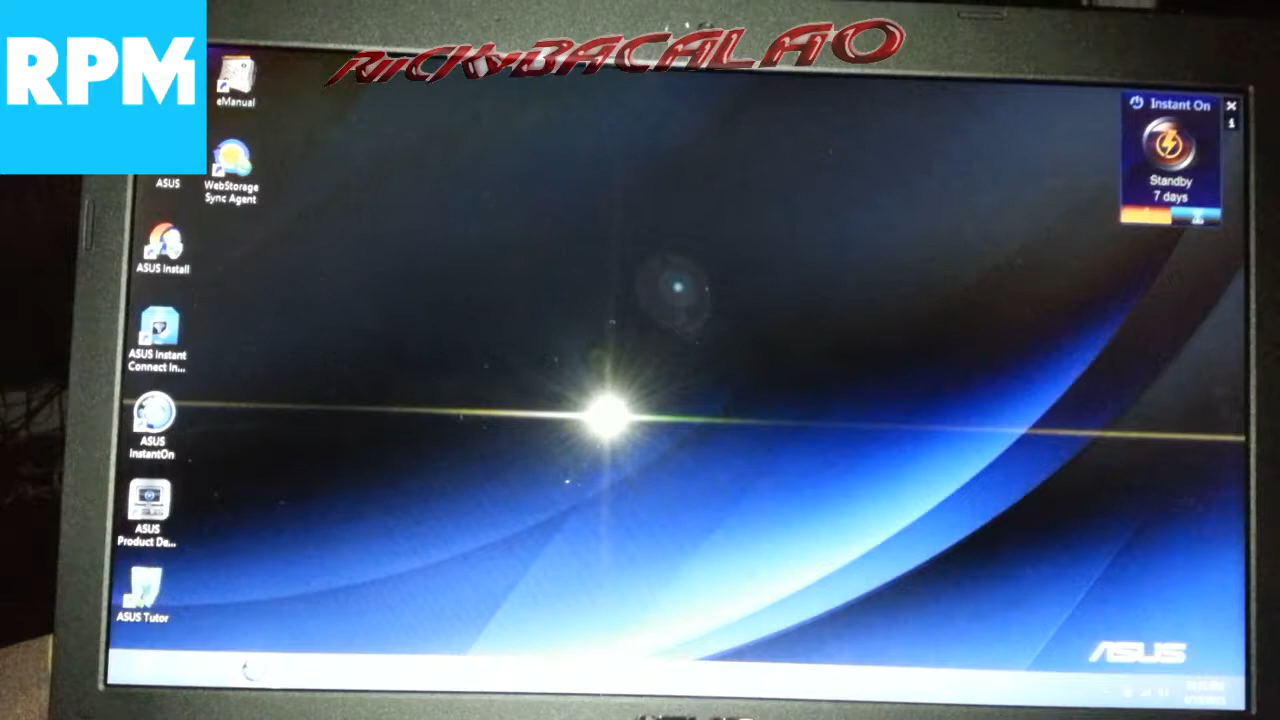 RPM
RICKyBACALAO
eManual
Instant On
Standby
7 days
ASUS
WebStorage
Sync Agent
ASUS Install
ASUS Instant
Connect In...
ASUS
InstantOn
ASUS
Product De...
ASUS Tutor
ASUS